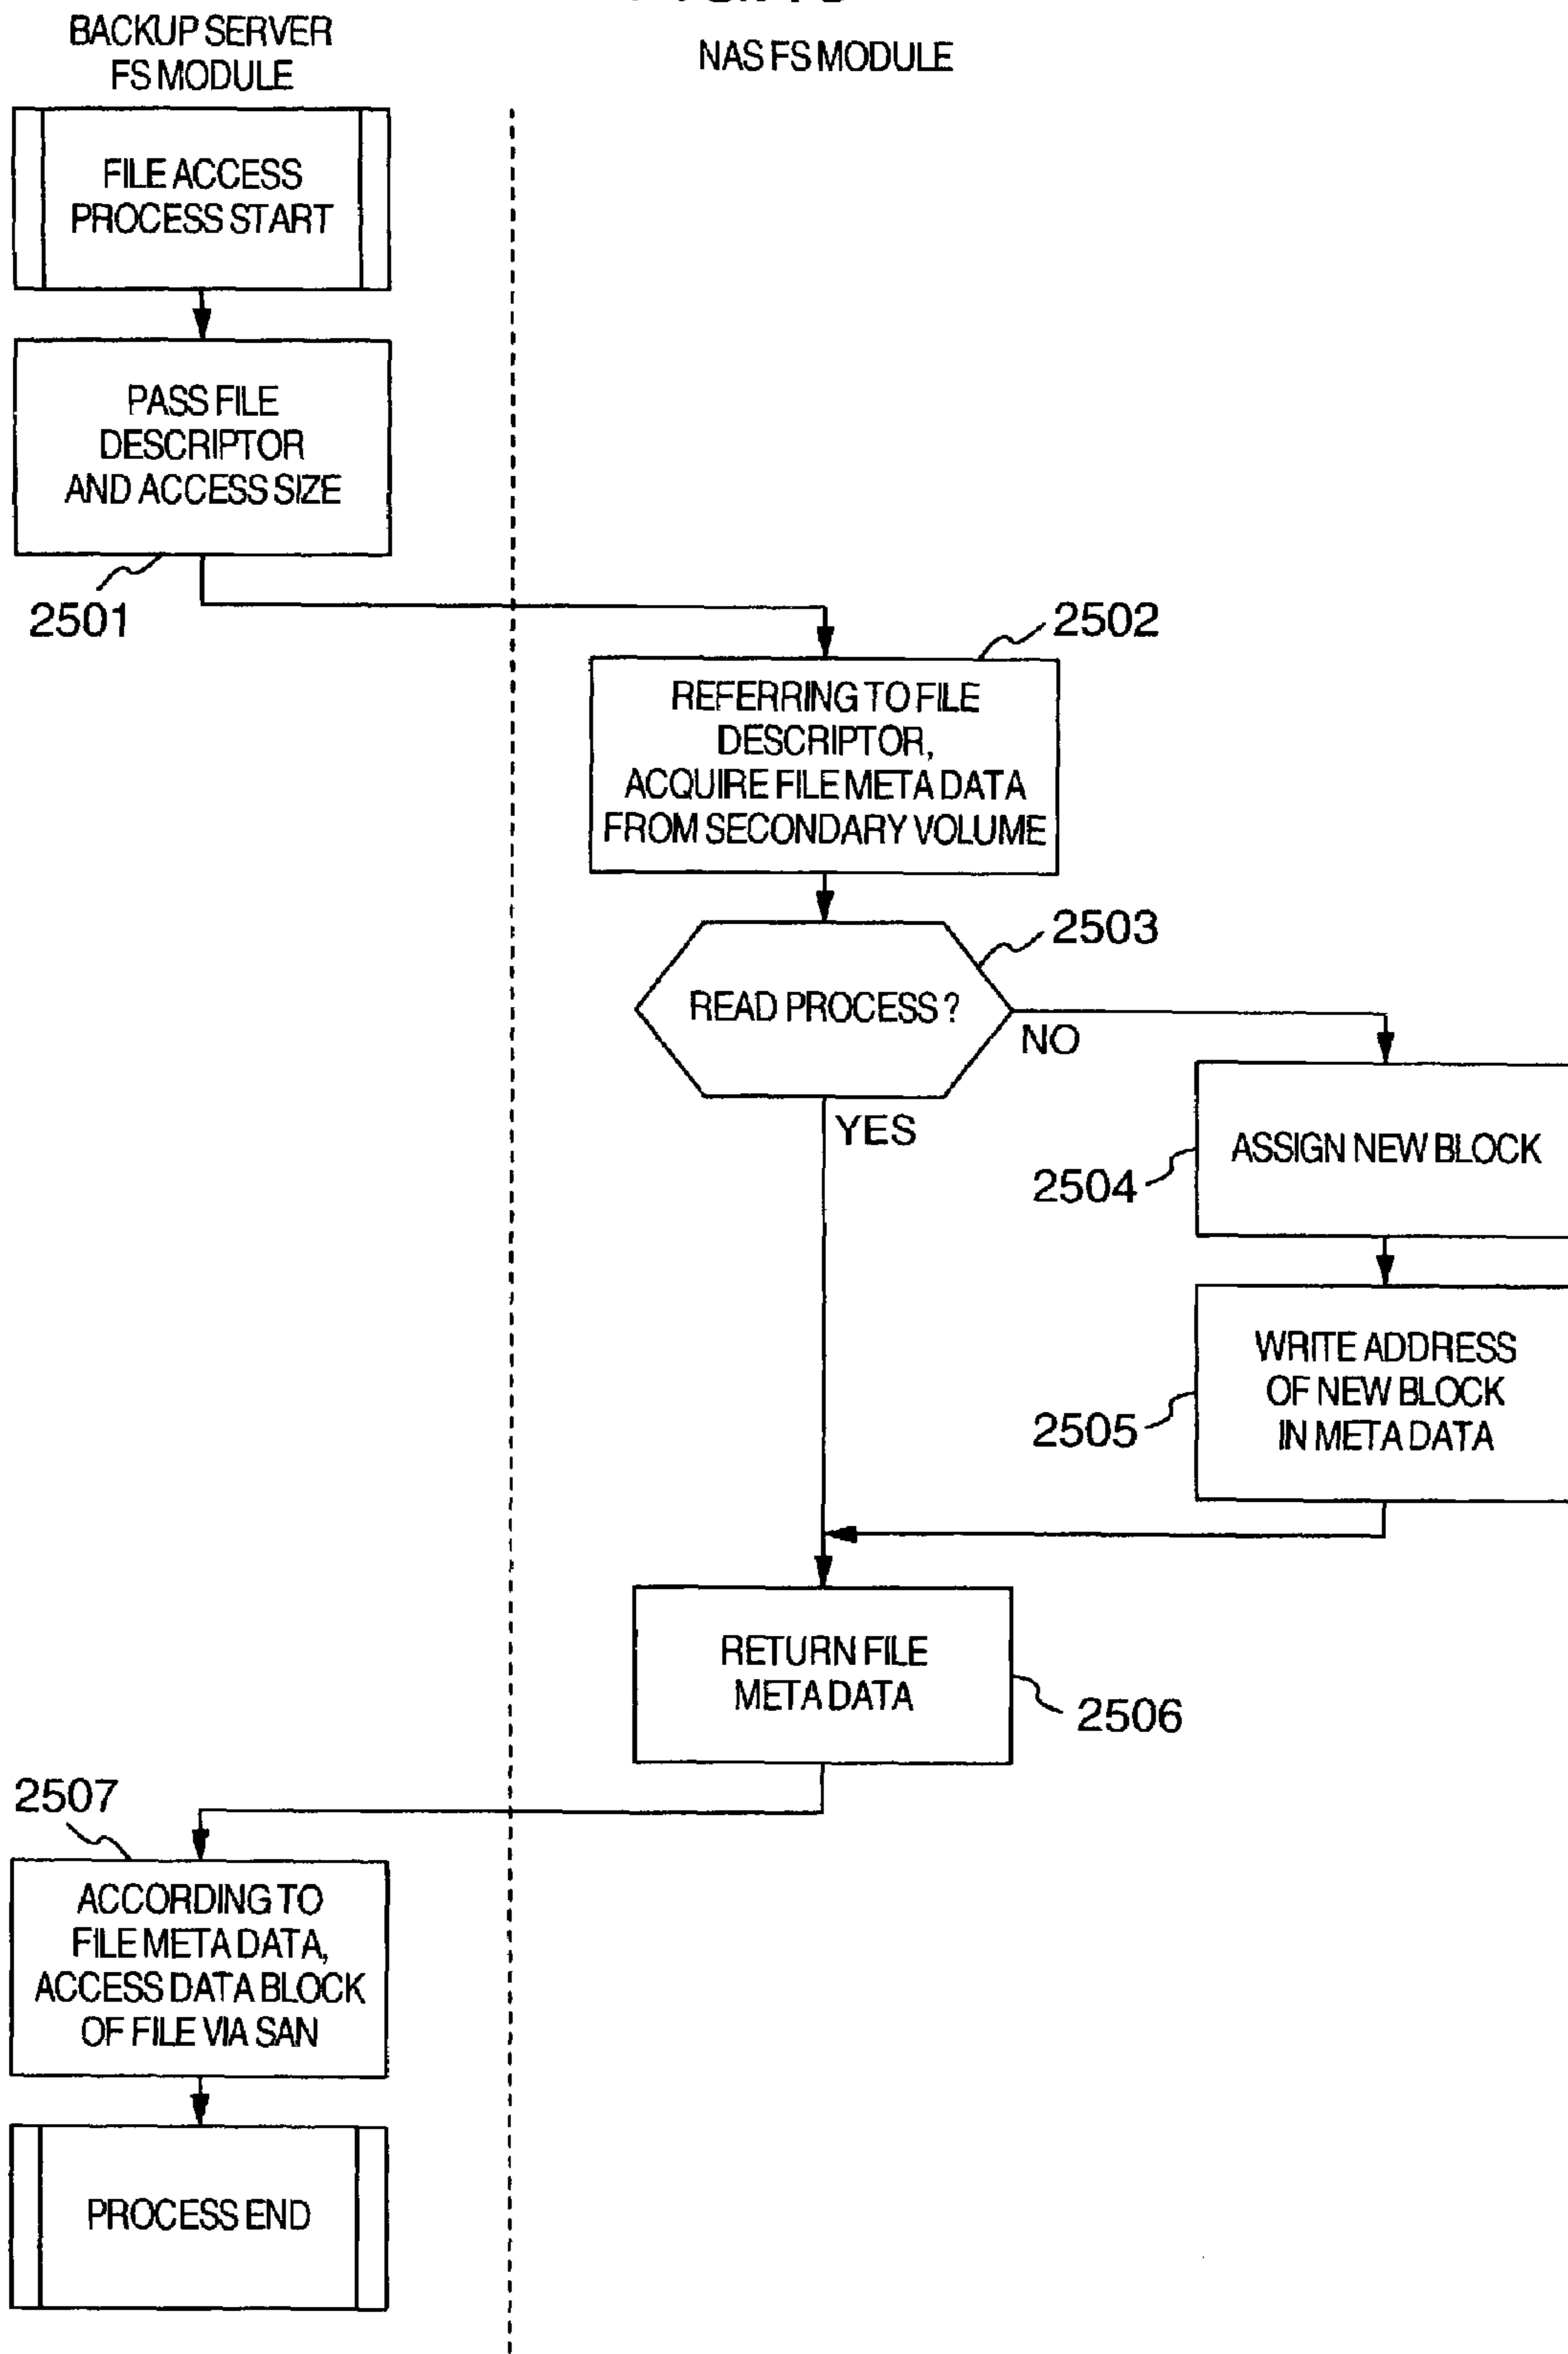 BACKUP SERVER
FS MODULE
NAS FS MODULE
FILE ACCESS
PROCESS START
PASS FILE
DESCRIPTOR
AND ACCESS SIZE
2501
2502
REFERRING TO FILE
DESCRIPTOR,
ACQUIRE FILE META DATA
FROM SECONDARY VOLUME
2503
READ PROCESS ?
NO
YES
ASSIGN NEW BLOCK
2504
WRITE ADDRESS
OF NEW BLOCK
IN META DATA
2505
RETURN FILE
META DATA
2506
2507
ACCORDING TO
FILE META DATA,
ACCESS DATA BLOCK
OF FILE VIA SAN
PROCESS END